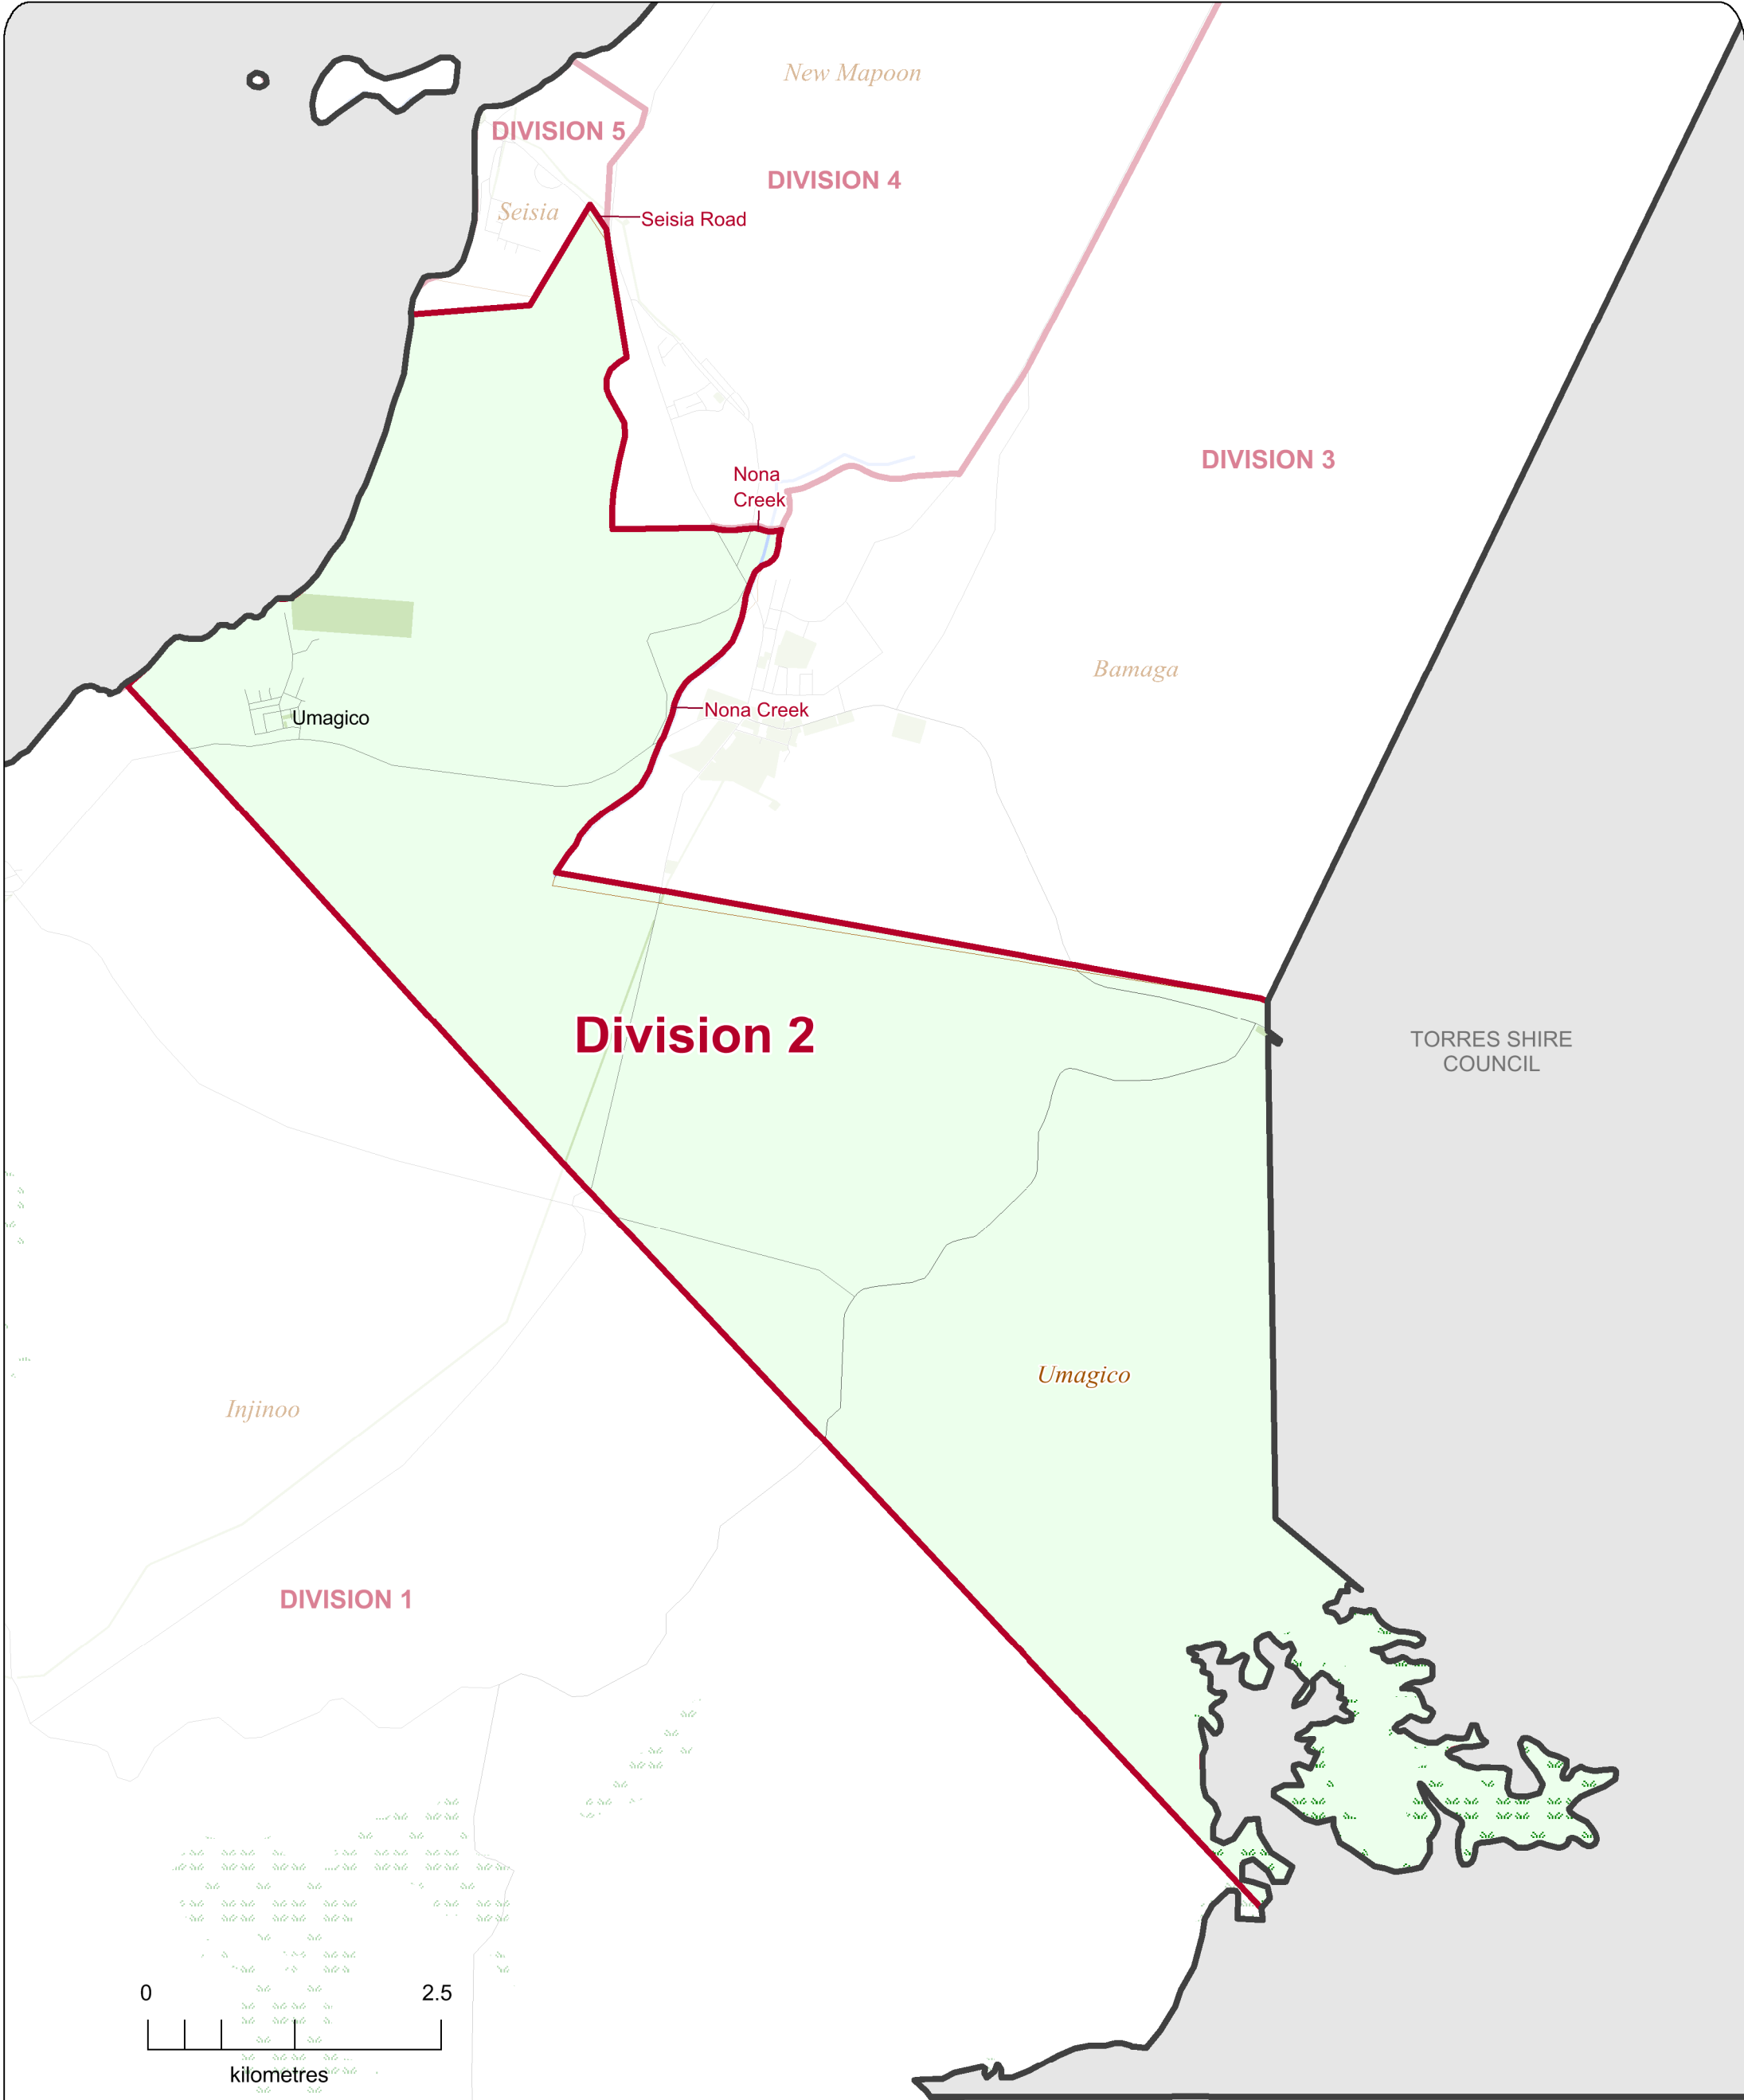 New Mapoon
DIVISION 5
DIVISION 4
Seisia
Seisia Road
DIVISION 3
Nona
Creek
Bamaga
Nona Creek
Umagico
Division 2
TORRES SHIRE
COUNCIL
Umagico
Injinoo
DIVISION 1
0 2.5
kilometres